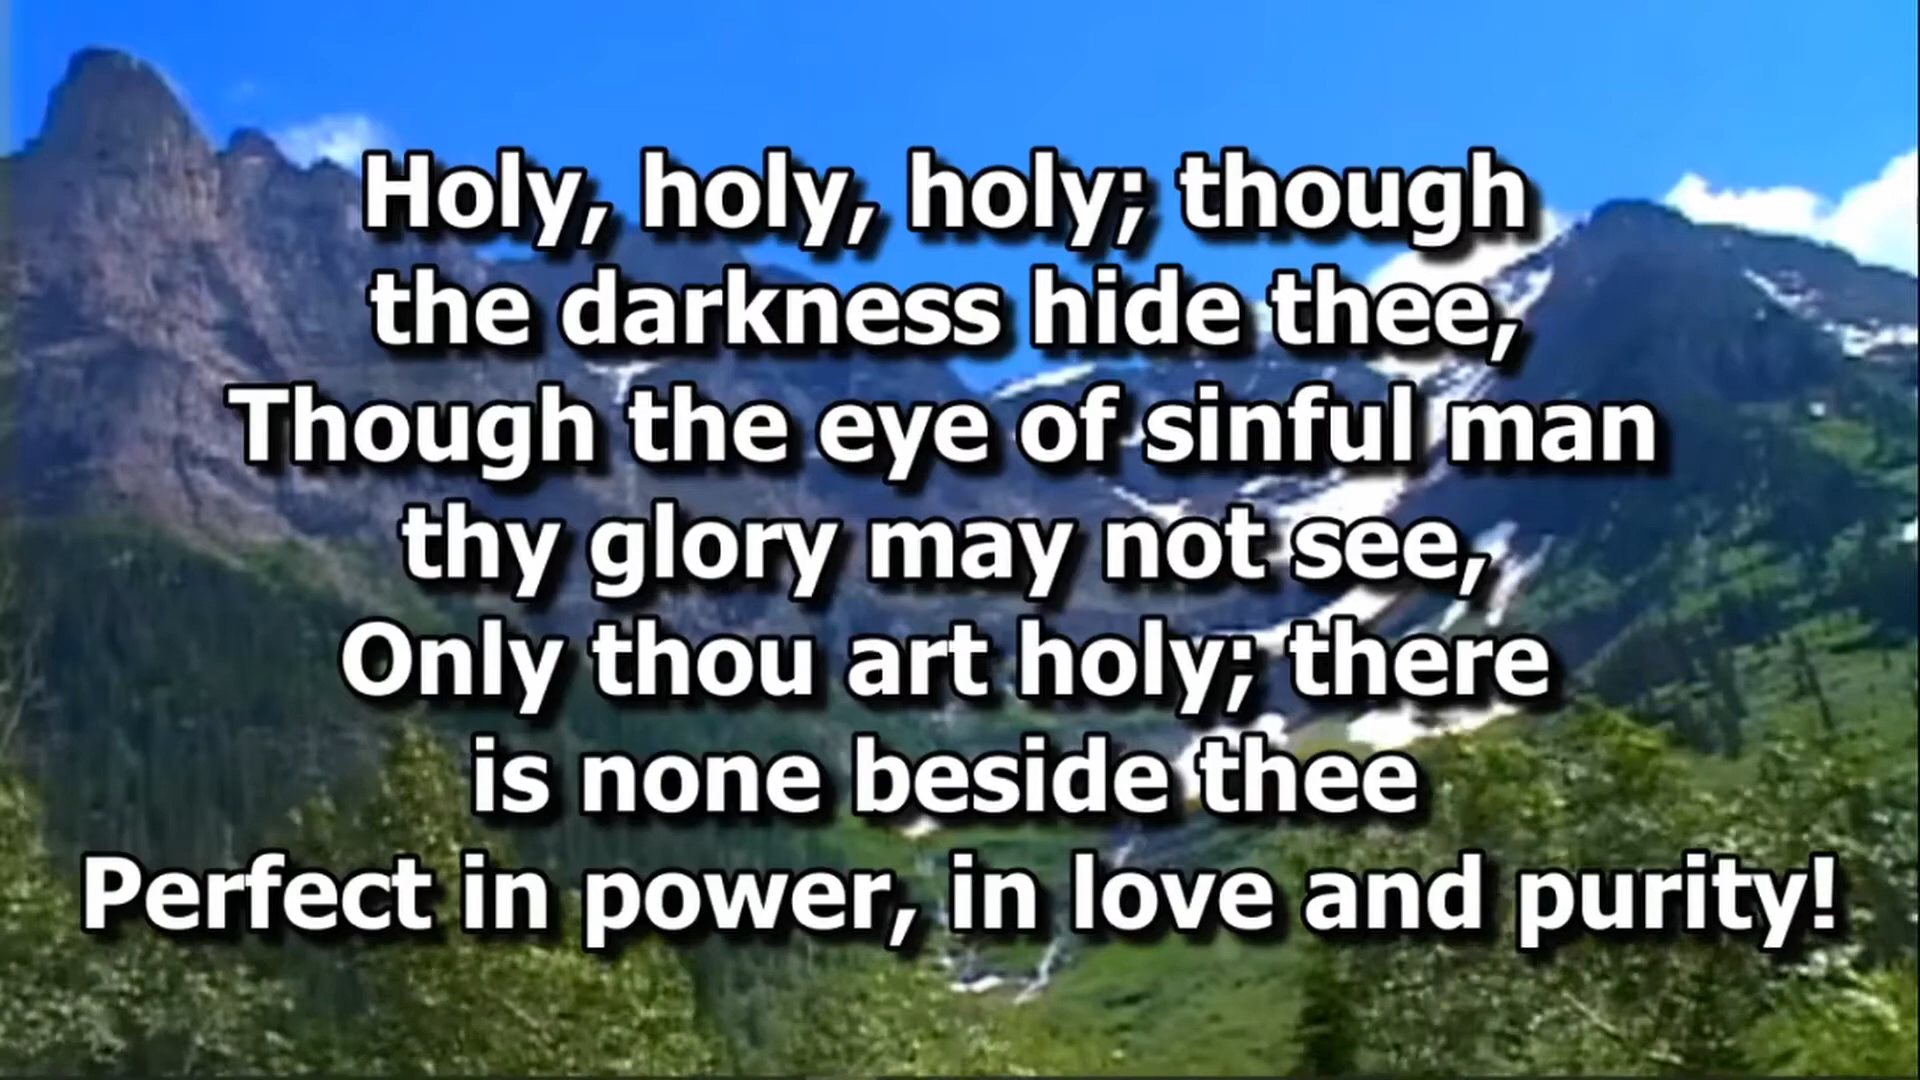 Holy, holy, holy; though
the darkness hide thee,
Though the eye of sinful man
thy glory may not see,
Only thou art holy; there
is none beside thee
Perfect in power, in love and purity!